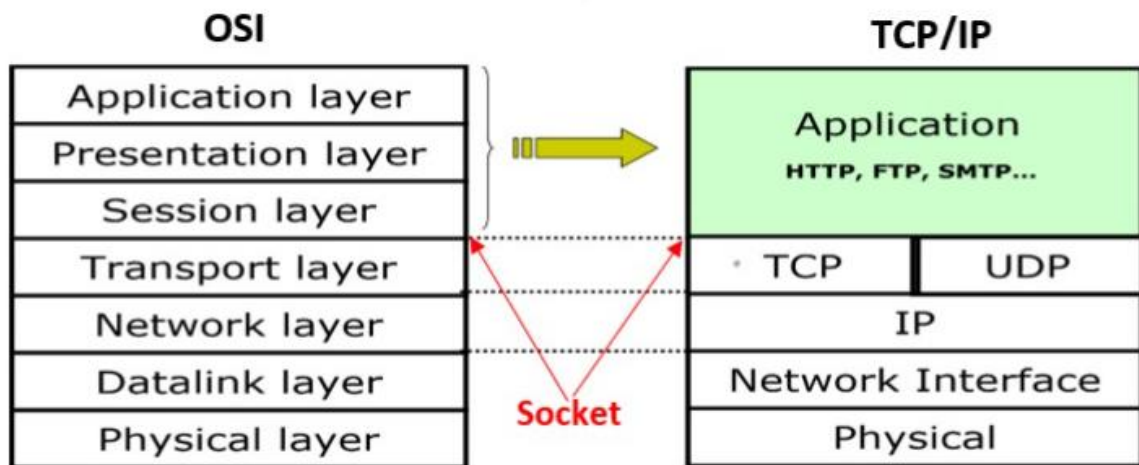 OSI
Application layer
Presentation layer
Session layer
Transport layer
Network layer
Datalink layer
Physical layer
Socket
TCP/IP
Application
HTTP, FTP, SMTP...
TCP
UDP
IP
Network Interface
Physical